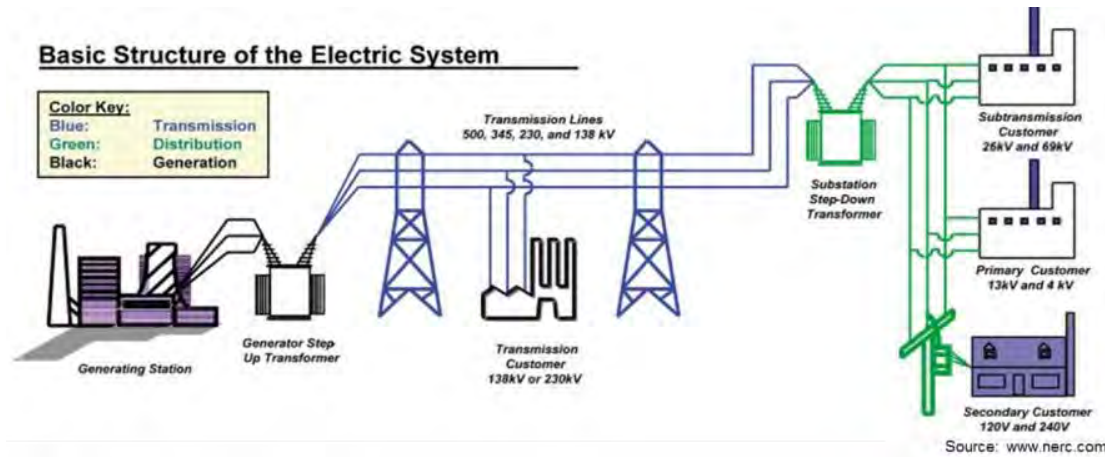 Basic Structure of the Electric System
Color Key:
Blue: Transmission
Green: Distribution
Black: Generation
Transmission Lines
500, 345, 230, and 138 kV
Subtransmission
Customer
26kV and 69kV
Substation
Step-Down
Transformer
Primary Customer
13kV and 4 kV
Generating Station
Generator Step
Up Transformer
Transmission
Customer
138kV or 230kV
Secondary Customer
120V and 240V
Source: www.nerc.com